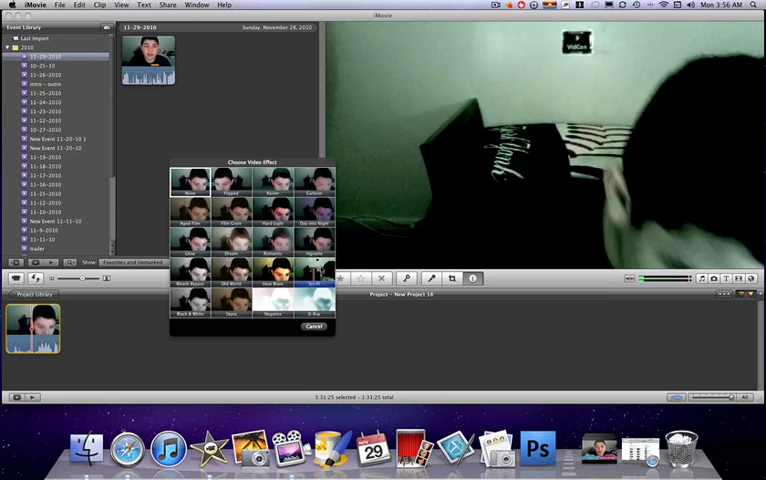 iMovie File Edit Clip View Text Share Window Help
Mon 3:56 AM
iMovie
Event Library
11-29-2010
Sunday, November 28, 2010
Last Import
2010
11-29-2010
10-25-10
11-26-2010
intro - outro
11-25-2010
11-24-2010
11-23-2010
11-22-2010
10-27-2010
New Event 11-20-10 1
New Event 11-20-10
11-19-2010
11-18-2010
11-17-2010
11-16-2010
11-15-2010
11-12-2010
11-10-2010
New Event 11-11-10
11-11-10
trailer
VidCon
Choose Video Effect
None Flipped Raster Cartoon
Aged Film Film Grain Hard Light Day into Night
Glow Dream Romantic Vignette
Bleach Bypass Old World Heat Wave Sci-Fi
Black & White Sepia Negative X-Ray
Cancel
Show: Favorites and Unmarked
Project Library
Project - New Project 18
1:31:25 selected - 1:31:25 total
All
NOV
29
Ps